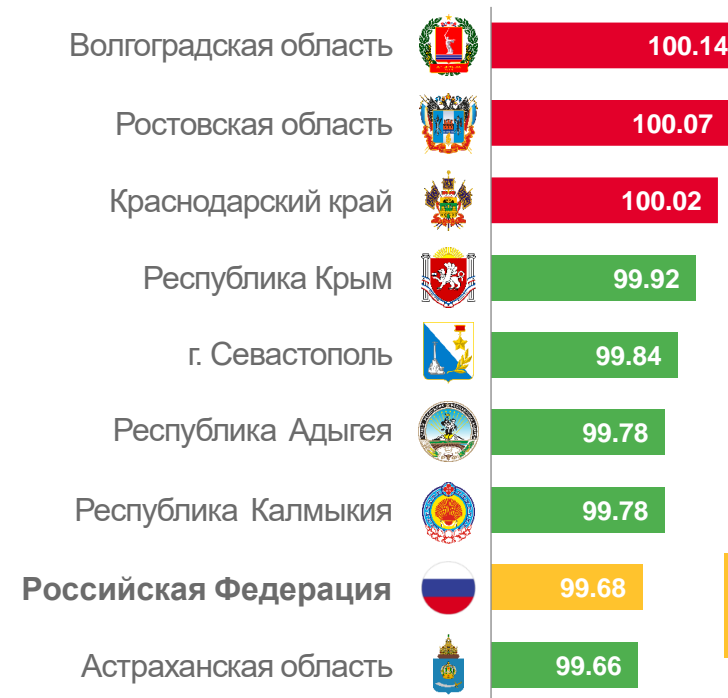 Волгоградская область 100.14
Ростовская область 100.07
Краснодарский край 100.02
Республика Крым 99.92
г. Севастополь 99.84
Республика Адыгея 99.78
Республика Калмыкия 99.78
Российская Федерация 99.68
Астраханская область 99.66